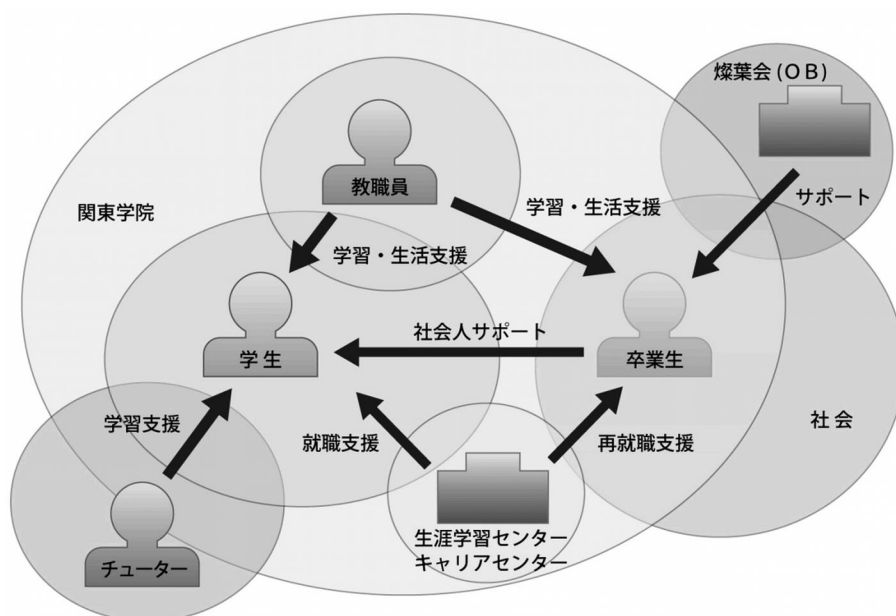 燦葉会(OB)
教職員
関東学院
学習・生活支援
サポート
学習・生活支援
社会人サポート
学生
卒業生
学習支援
就職支援
再就職支援
社会
チューター
生涯学習センター
キャリアセンター